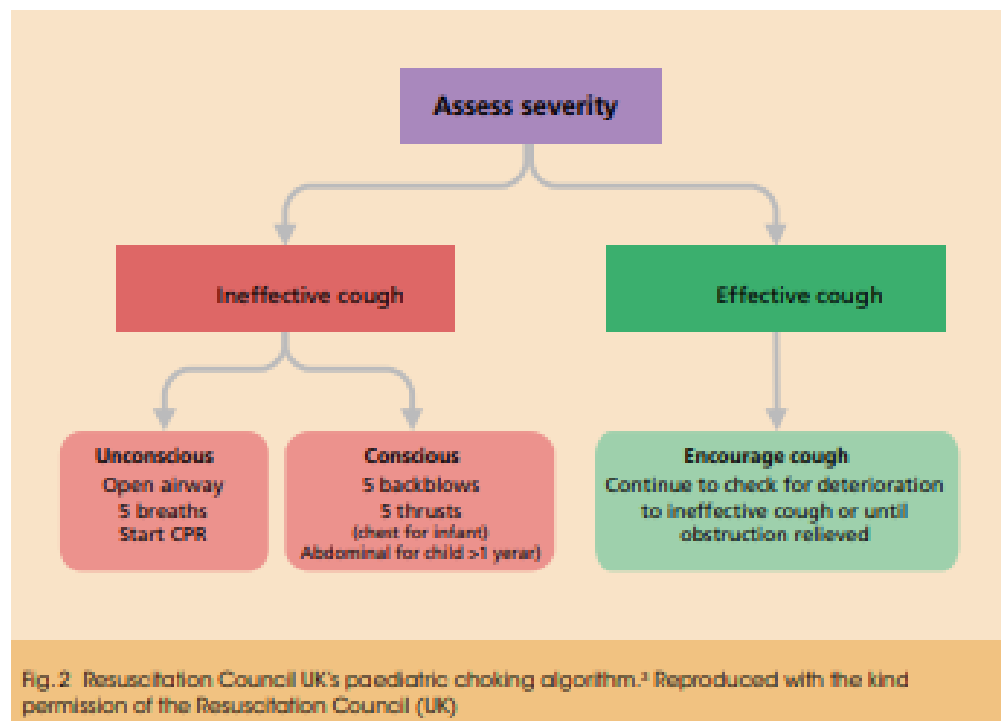 Assess severity
Ineffective cough
Effective cough
Unconscious
Open airway
5 breaths
Start CPR
Conscious
5 backblows
5 thrusts
(chest for infant)
Abdominal for child >1 yerar)
Encourage cough
Continue to check for deterioration
to ineffective cough or until
obstruction relieved
Fig. 2 Resuscitation Council UK's paediatric choking algorithm.³ Reproduced with the kind
permission of the Resuscitation Council (UK)